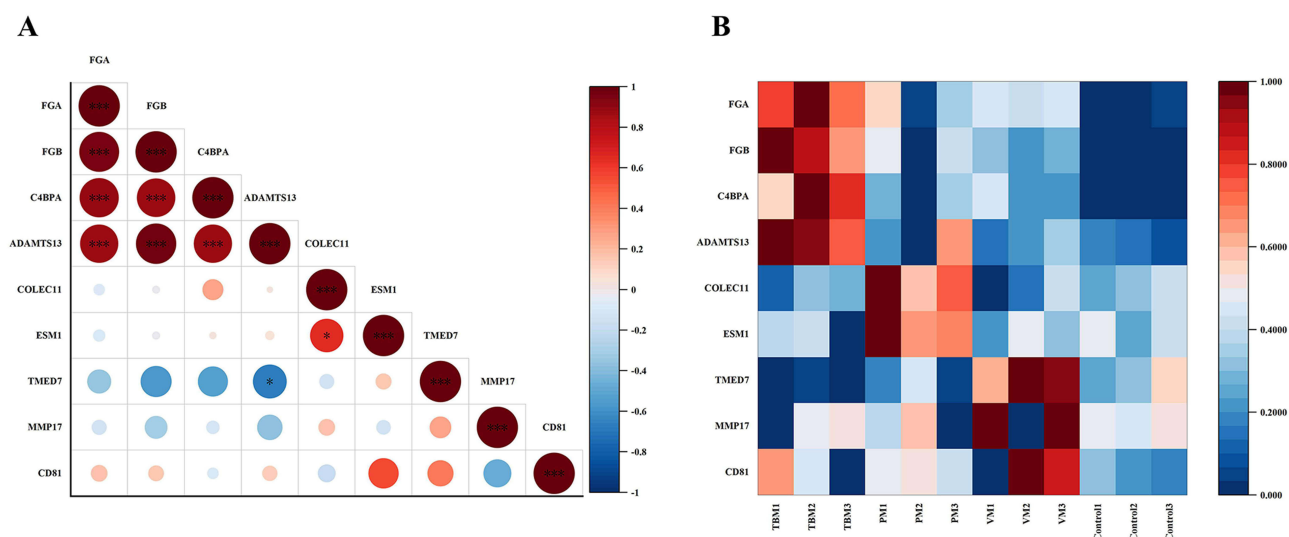 A
FGA
FGA
***
FGB
FGB
***
***
C4BPA
C4BPA
***
***
***
ADAMTS13
ADAMTS13
***
***
***
***
COLEC11
COLEC11
***
ESM1
ESM1
*
***
TMED7
TMED7
*
***
MMP17
MMP17
***
CD81
CD81
***
1
0.8
0.6
0.4
0.2
0
-0.2
-0.4
-0.6
-0.8
-1
B
FGA
FGB
C4BPA
ADAMTS13
COLEC11
ESM1
TMED7
MMP17
CD81
TBM1
TBM2
TBM3
PM1
PM2
PM3
VM1
VM2
VM3
Control1
Control2
Control3
1.000
0.8000
0.6000
0.4000
0.2000
0.000